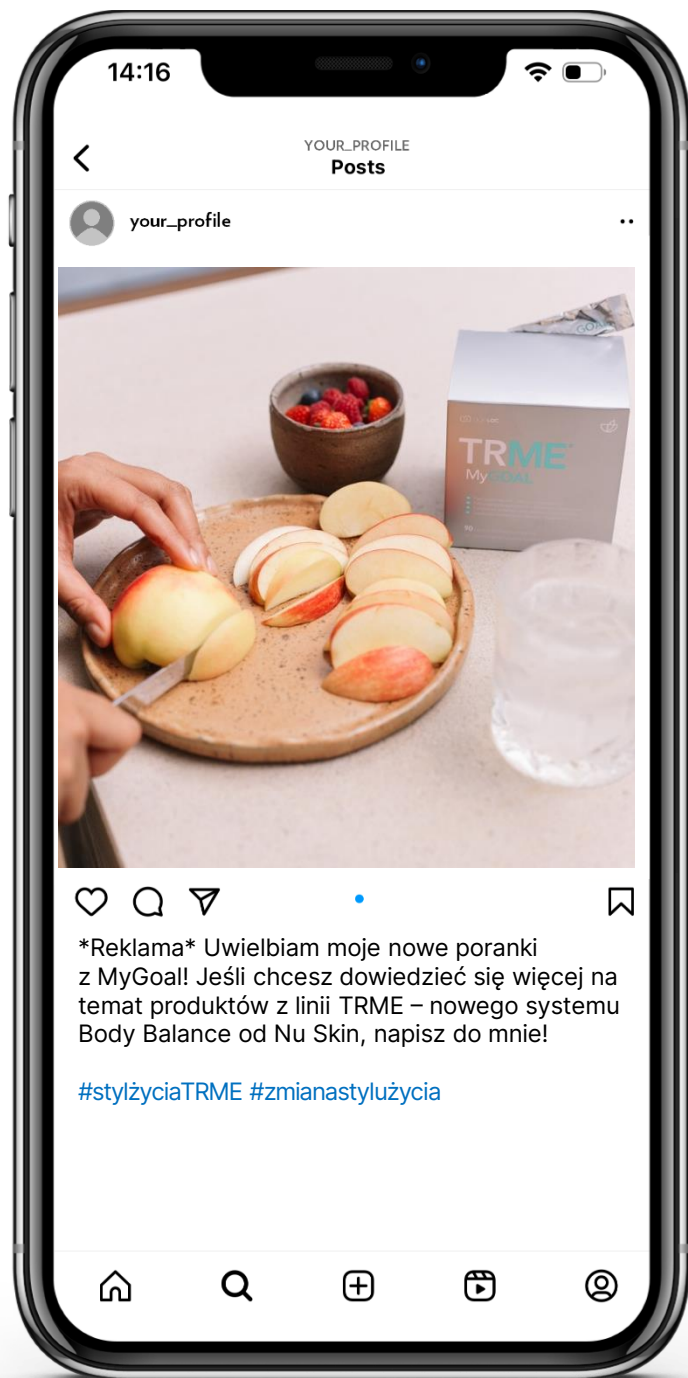 14:16
YOUR_PROFILE
Posts
your_profile
GOAL
TRME
MyGOAL
*Reklama* Uwielbiam moje nowe poranki
z MyGoal! Jeśli chcesz dowiedzieć się więcej na
temat produktów z linii TRME – nowego systemu
Body Balance od Nu Skin, napisz do mnie!
#stylżyciaTRME #zmianastylużycia